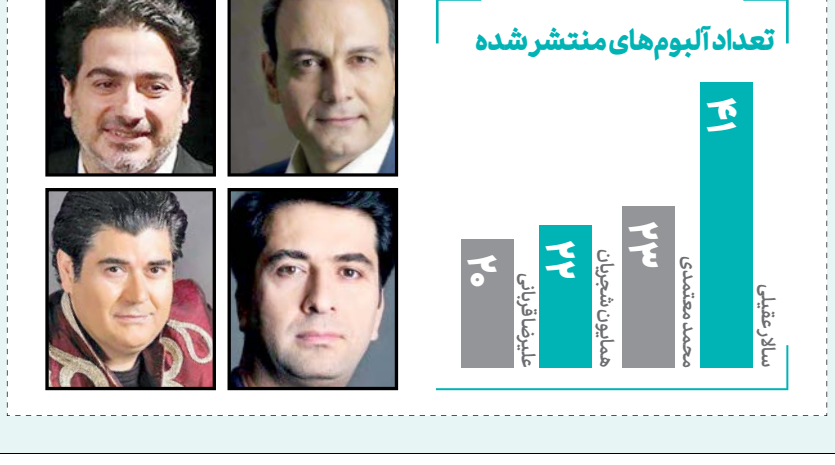 تعداد آلبوم‌های منتشر شده
۴۱
سالار عقیلی
۲۳
محمد معتمدی
۲۲
همایون شجریان
۲۰
علیرضا قربانی